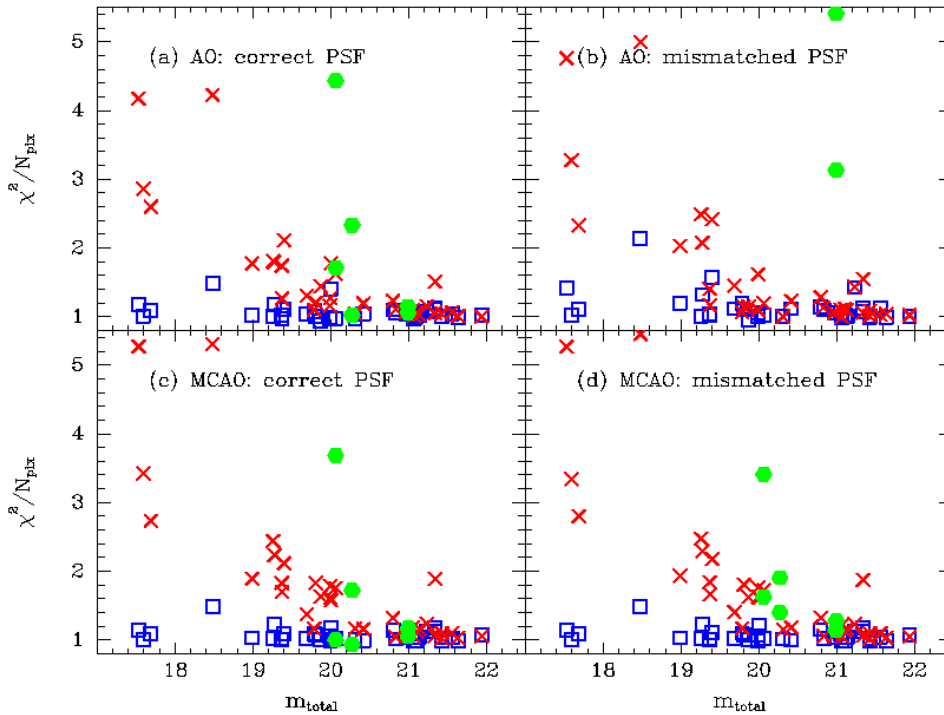 (a) AO: correct PSF
(b) AO: mismatched PSF
χ²/N_pix
5
4
3
2
1
(c) MCAO: correct PSF
(d) MCAO: mismatched PSF
χ²/N_pix
5
4
3
2
1
18 19 20 21 22
18 19 20 21 22
m_total
m_total